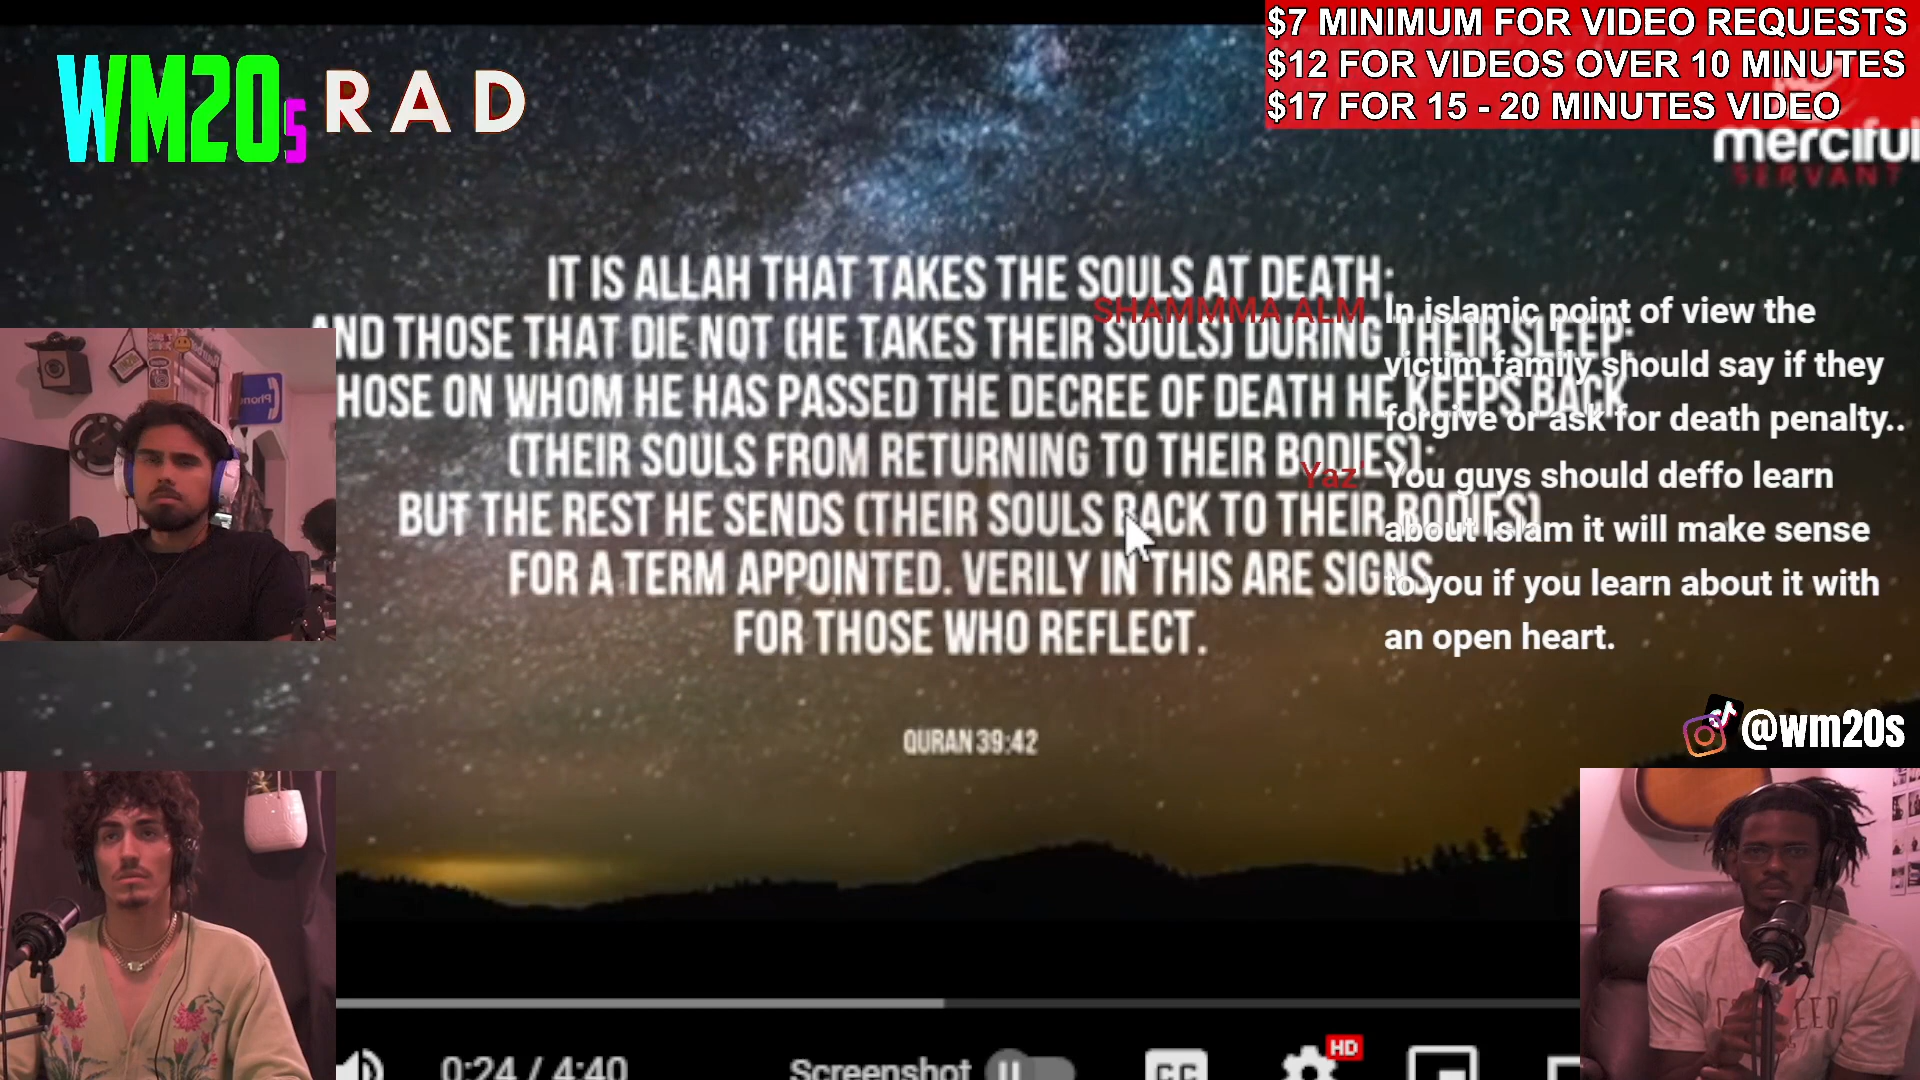 WM20s RAD
$7 MINIMUM FOR VIDEO REQUESTS
$12 FOR VIDEOS OVER 10 MINUTES
$17 FOR 15 - 20 MINUTES VIDEO
merciful
SERVANT
IT IS ALLAH THAT TAKES THE SOULS AT DEATH;
AND THOSE THAT DIE NOT (HE TAKES THEIR SOULS) DURING THEIR SLEEP:
HOSE ON WHOM HE HAS PASSED THE DECREE OF DEATH HE KEEPS BACK
(THEIR SOULS FROM RETURNING TO THEIR BODIES);
BUT THE REST HE SENDS (THEIR SOULS BACK TO THEIR BODIES)
FOR A TERM APPOINTED. VERILY IN THIS ARE SIGNS
FOR THOSE WHO REFLECT.
QURAN 39:42
SHAMMMA ALM In islamic point of view the
victim family should say if they
forgive or ask for death penalty..
Yaz' You guys should deffo learn
about Islam it will make sense
to you if you learn about it with
an open heart.
@wm20s
0:24 / 4:40
Screenshot
CC
HD